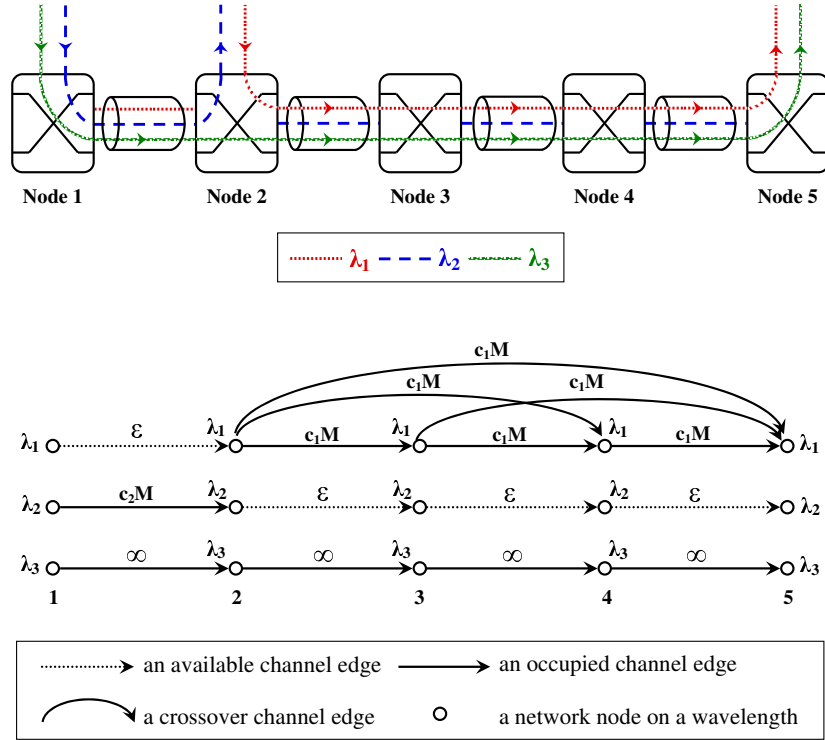 Node 1 Node 2 Node 3 Node 4 Node 5
λ₁ λ₂ λ₃
c₁M
c₁M c₁M
λ₁ ε λ₁ c₁M λ₁ c₁M λ₁ c₁M λ₁
λ₂ c₂M λ₂ ε λ₂ ε λ₂ ε λ₂
λ₃ ∞ λ₃ ∞ λ₃ ∞ λ₃ ∞ λ₃
1 2 3 4 5
an available channel edge an occupied channel edge
a crossover channel edge a network node on a wavelength